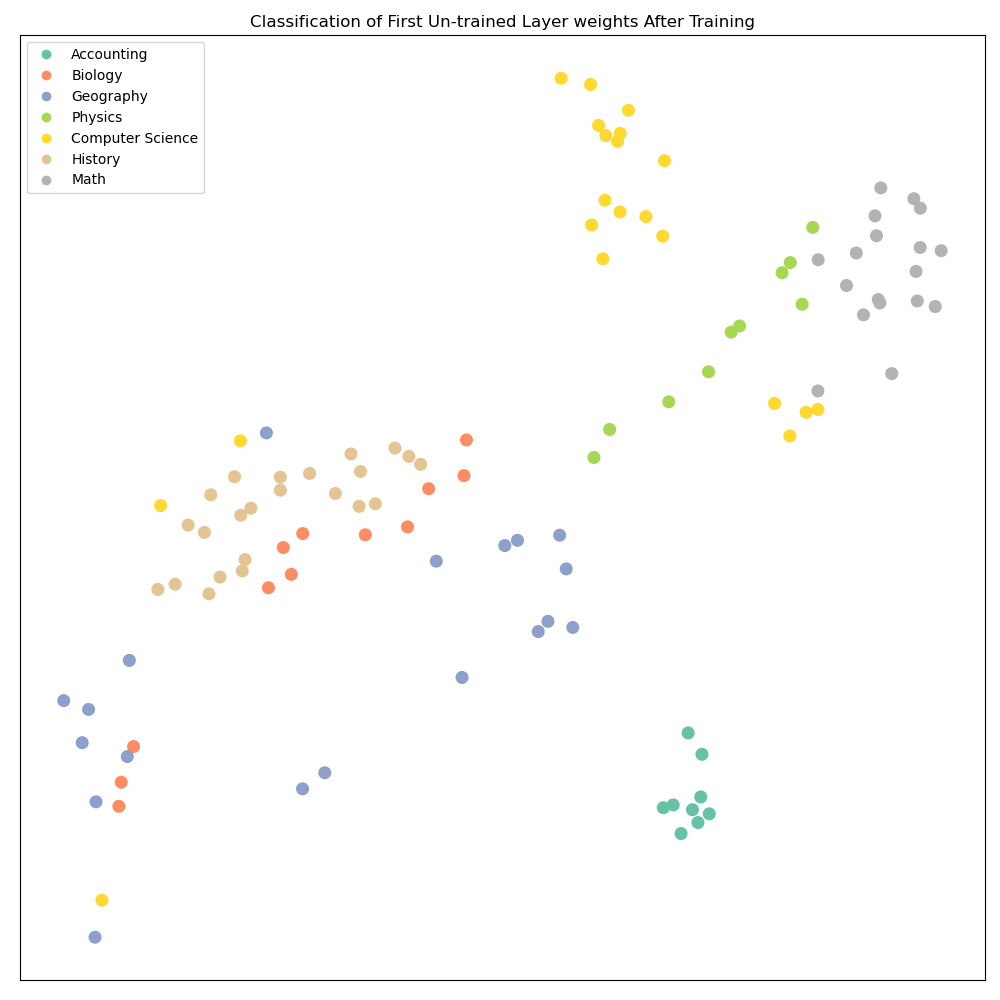 Classification of First Un-trained Layer weights After Training
Accounting
Biology
Geography
Physics
Computer Science
History
Math